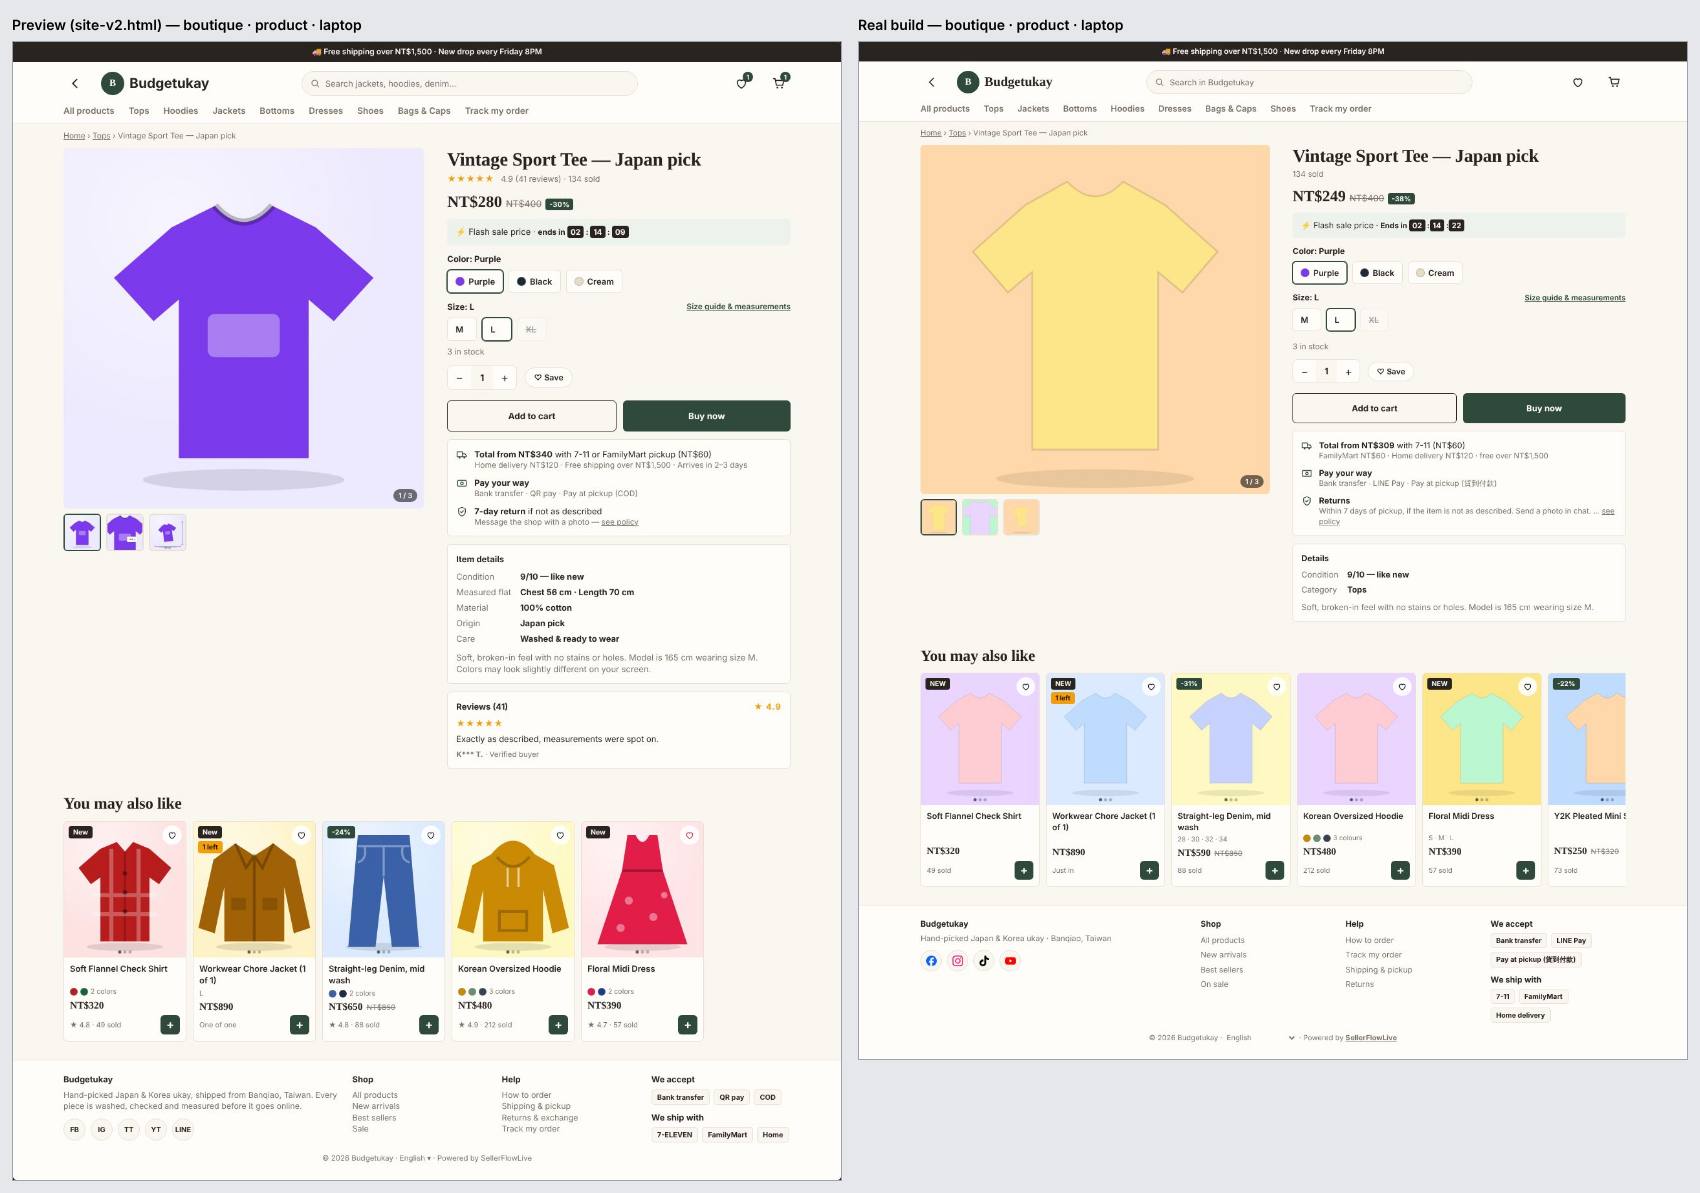 Preview (site-v2.html) — boutique · product · laptop
🚚 Free shipping over NT$1,500 · New drop every Friday 8PM
B Budgetukay
Search jackets, hoodies, denim...
1
1
All products Tops Hoodies Jackets Bottoms Dresses Shoes Bags & Caps Track my order
Home › Tops › Vintage Sport Tee — Japan pick
1 / 3
Vintage Sport Tee — Japan pick
★★★★★ 4.9 (41 reviews) · 134 sold
NT$280 NT$400 -30%
⚡ Flash sale price · ends in 02 : 14 : 09
Color: Purple
Purple Black Cream
Size: L Size guide & measurements
M L XL
3 in stock
− 1 + ♡ Save
Add to cart Buy now
Total from NT$340 with 7-11 or FamilyMart pickup (NT$60)
Home delivery NT$120 · Free shipping over NT$1,500 · Arrives in 2–3 days
Pay your way
Bank transfer · QR pay · Pay at pickup (COD)
7-day return if not as described
Message the shop with a photo — see policy
Item details
Condition 9/10 — like new
Measured flat Chest 56 cm · Length 70 cm
Material 100% cotton
Origin Japan pick
Care Washed & ready to wear
Soft, broken-in feel with no stains or holes. Model is 165 cm wearing size M.
Colors may look slightly different on your screen.
Reviews (41) ★ 4.9
★★★★★
Exactly as described, measurements were spot on.
K*** T. · Verified buyer
You may also like
New
Soft Flannel Check Shirt
2 colors
NT$320
★ 4.8 · 49 sold +
New
1 left
Workwear Chore Jacket (1
of 1)
L
NT$890
One of one +
-24%
Straight-leg Denim, mid
wash
2 colors
NT$650 NT$850
★ 4.8 · 88 sold +
Korean Oversized Hoodie
3 colors
NT$480
★ 4.9 · 212 sold +
New
Floral Midi Dress
2 colors
NT$390
★ 4.7 · 57 sold +
Budgetukay
Hand-picked Japan & Korea ukay, shipped from Banqiao, Taiwan. Every
piece is washed, checked and measured before it goes online.
FB IG TT YT LINE
Shop
All products
New arrivals
Best sellers
Sale
Help
How to order
Shipping & pickup
Returns & exchange
Track my order
We accept
Bank transfer QR pay COD
We ship with
7-ELEVEN FamilyMart Home
© 2026 Budgetukay · English ▾ · Powered by SellerFlowLive
Real build — boutique · product · laptop
🚚 Free shipping over NT$1,500 · New drop every Friday 8PM
B Budgetukay
Search in Budgetukay
All products Tops Jackets Bottoms Hoodies Dresses Bags & Caps Shoes Track my order
Home › Tops › Vintage Sport Tee — Japan pick
1 / 3
Vintage Sport Tee — Japan pick
134 sold
NT$249 NT$400 -38%
⚡ Flash sale price · Ends in 02 : 14 : 22
Color: Purple
Purple Black Cream
Size: L Size guide & measurements
M L XL
3 in stock
− 1 + ♡ Save
Add to cart Buy now
Total from NT$309 with 7-11 (NT$60)
FamilyMart NT$60 · Home delivery NT$120 · free over NT$1,500
Pay your way
Bank transfer · LINE Pay · Pay at pickup (貨到付款)
Returns
Within 7 days of pickup, if the item is not as described. Send a photo in chat. ... see
policy
Details
Condition 9/10 — like new
Category Tops
Soft, broken-in feel with no stains or holes. Model is 165 cm wearing size M.
You may also like
NEW
Soft Flannel Check Shirt
NT$320
49 sold +
NEW
1 left
Workwear Chore Jacket (1
of 1)
NT$890
Just in +
-31%
Straight-leg Denim, mid
wash
28 · 30 · 32 · 34
NT$590 NT$850
88 sold +
Korean Oversized Hoodie
3 colours
NT$480
212 sold +
NEW
Floral Midi Dress
S · M · L
NT$390
57 sold +
-22%
Y2K Pleated Mini S
NT$250 NT$320
73 sold
Budgetukay
Hand-picked Japan & Korea ukay · Banqiao, Taiwan
Shop
All products
New arrivals
Best sellers
On sale
Help
How to order
Track my order
Shipping & pickup
Returns
We accept
Bank transfer LINE Pay
Pay at pickup (貨到付款)
We ship with
7-11 FamilyMart
Home delivery
© 2026 Budgetukay · English · Powered by SellerFlowLive